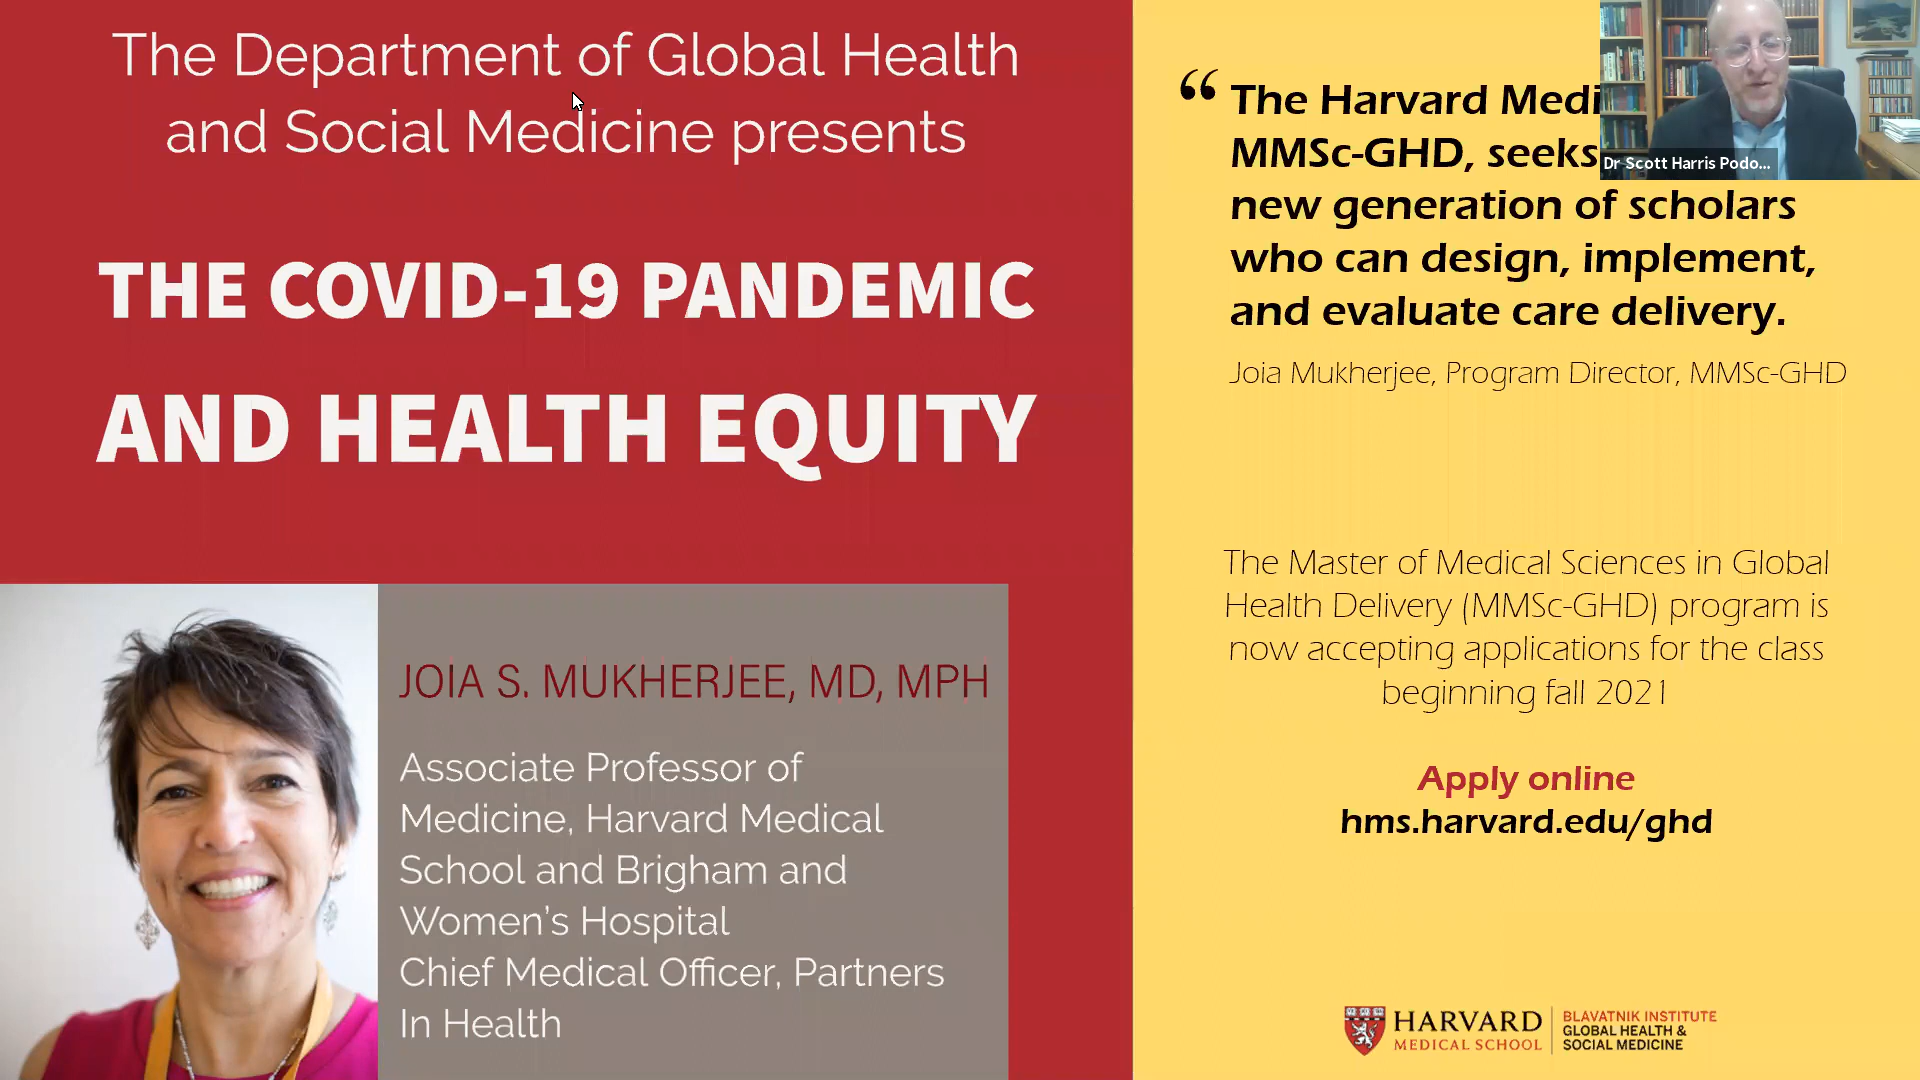 The Department of Global Health
and Social Medicine presents
THE COVID-19 PANDEMIC
AND HEALTH EQUITY
JOIA S. MUKHERJEE, MD, MPH
Associate Professor of
Medicine, Harvard Medical
School and Brigham and
Women's Hospital
Chief Medical Officer, Partners
In Health
“ The Harvard Medi
MMSc-GHD, seeks
new generation of scholars
who can design, implement,
and evaluate care delivery.
Joia Mukherjee, Program Director, MMSc-GHD
The Master of Medical Sciences in Global
Health Delivery (MMSc-GHD) program is
now accepting applications for the class
beginning fall 2021
Apply online
hms.harvard.edu/ghd
HARVARD
MEDICAL SCHOOL
BLAVATNIK INSTITUTE
GLOBAL HEALTH &
SOCIAL MEDICINE
Dr Scott Harris Podo...